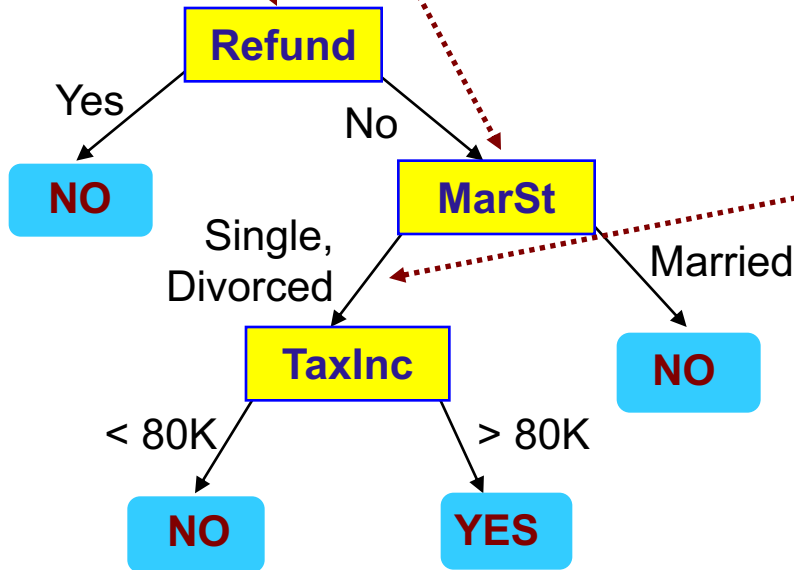 Refund
Yes
No
NO
MarSt
Single,
Divorced
Married
TaxInc
NO
< 80K
> 80K
NO
YES